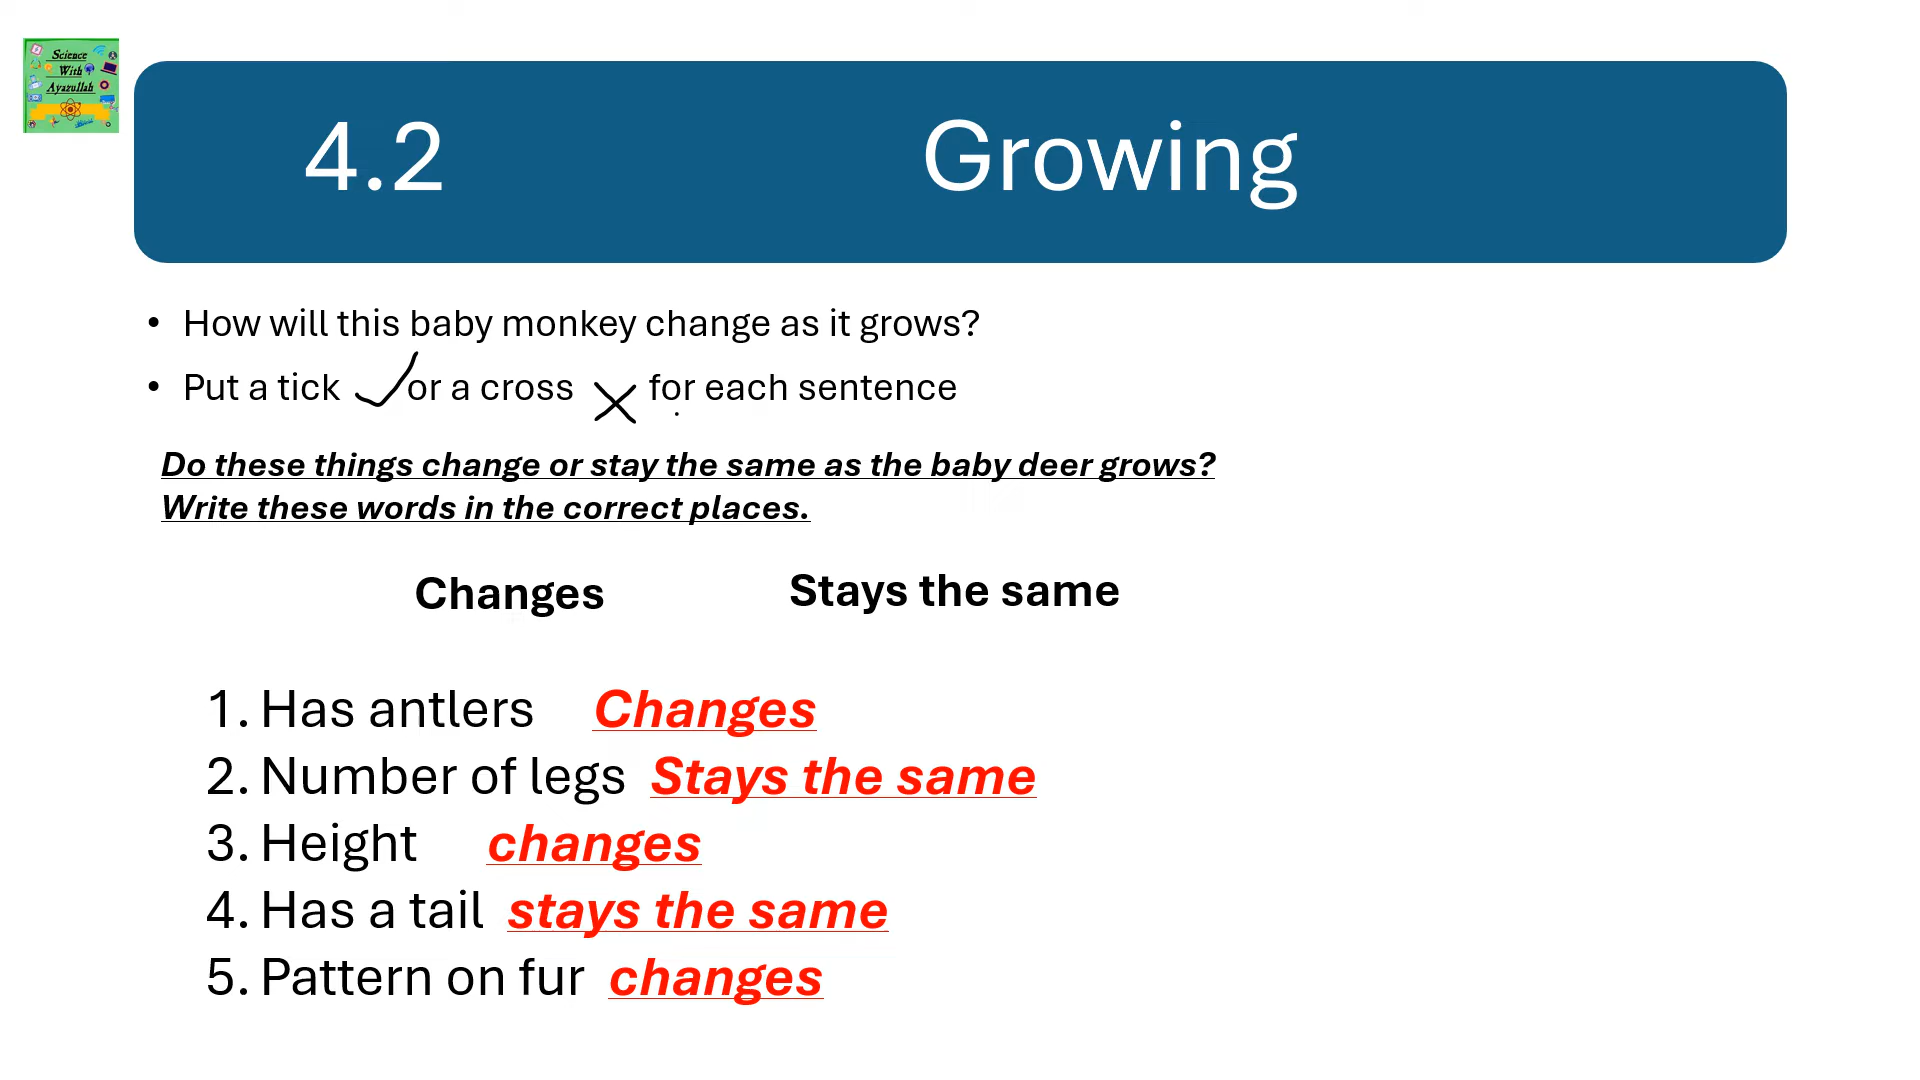 Science
With
Ayazullah
4.2 Growing
• How will this baby monkey change as it grows?
• Put a tick ✓ or a cross ✗ for each sentence
Do these things change or stay the same as the baby deer grows?
Write these words in the correct places.
Changes Stays the same
1. Has antlers Changes
2. Number of legs Stays the same
3. Height changes
4. Has a tail stays the same
5. Pattern on fur changes